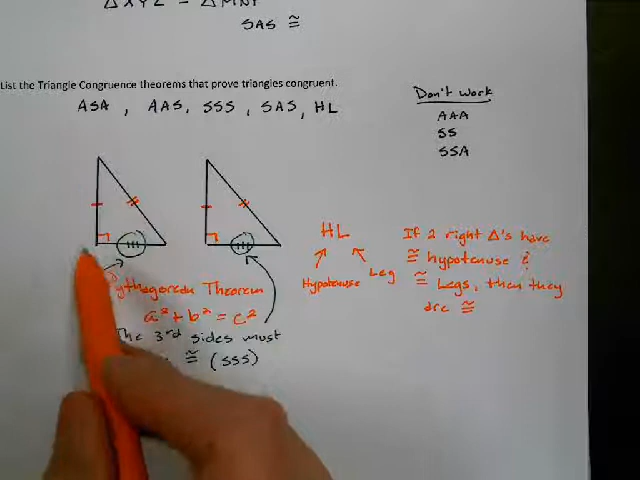 SAS ≅
List the Triangle Congruence theorems that prove triangles congruent.
ASA , AAS, SSS, SAS, HL
Don't Work
AAA
SS
SSA
HL
Hypotenuse
Leg
If 2 right Δ's have
≅ hypotenuse &
≅ Legs, then they
are ≅
ythagorean Theorem
a² + b² = c²
The 3rd sides must
≅ (SSS)